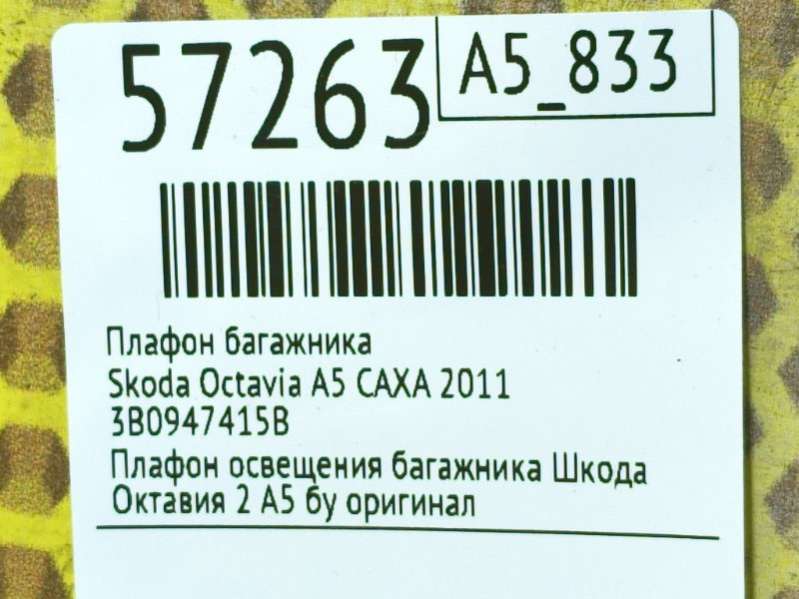 57263
A5_833
Плафон багажника
Skoda Octavia A5 CAXA 2011
3B0947415B
Плафон освещения багажника Шкода
Октавия 2 А5 бу оригинал